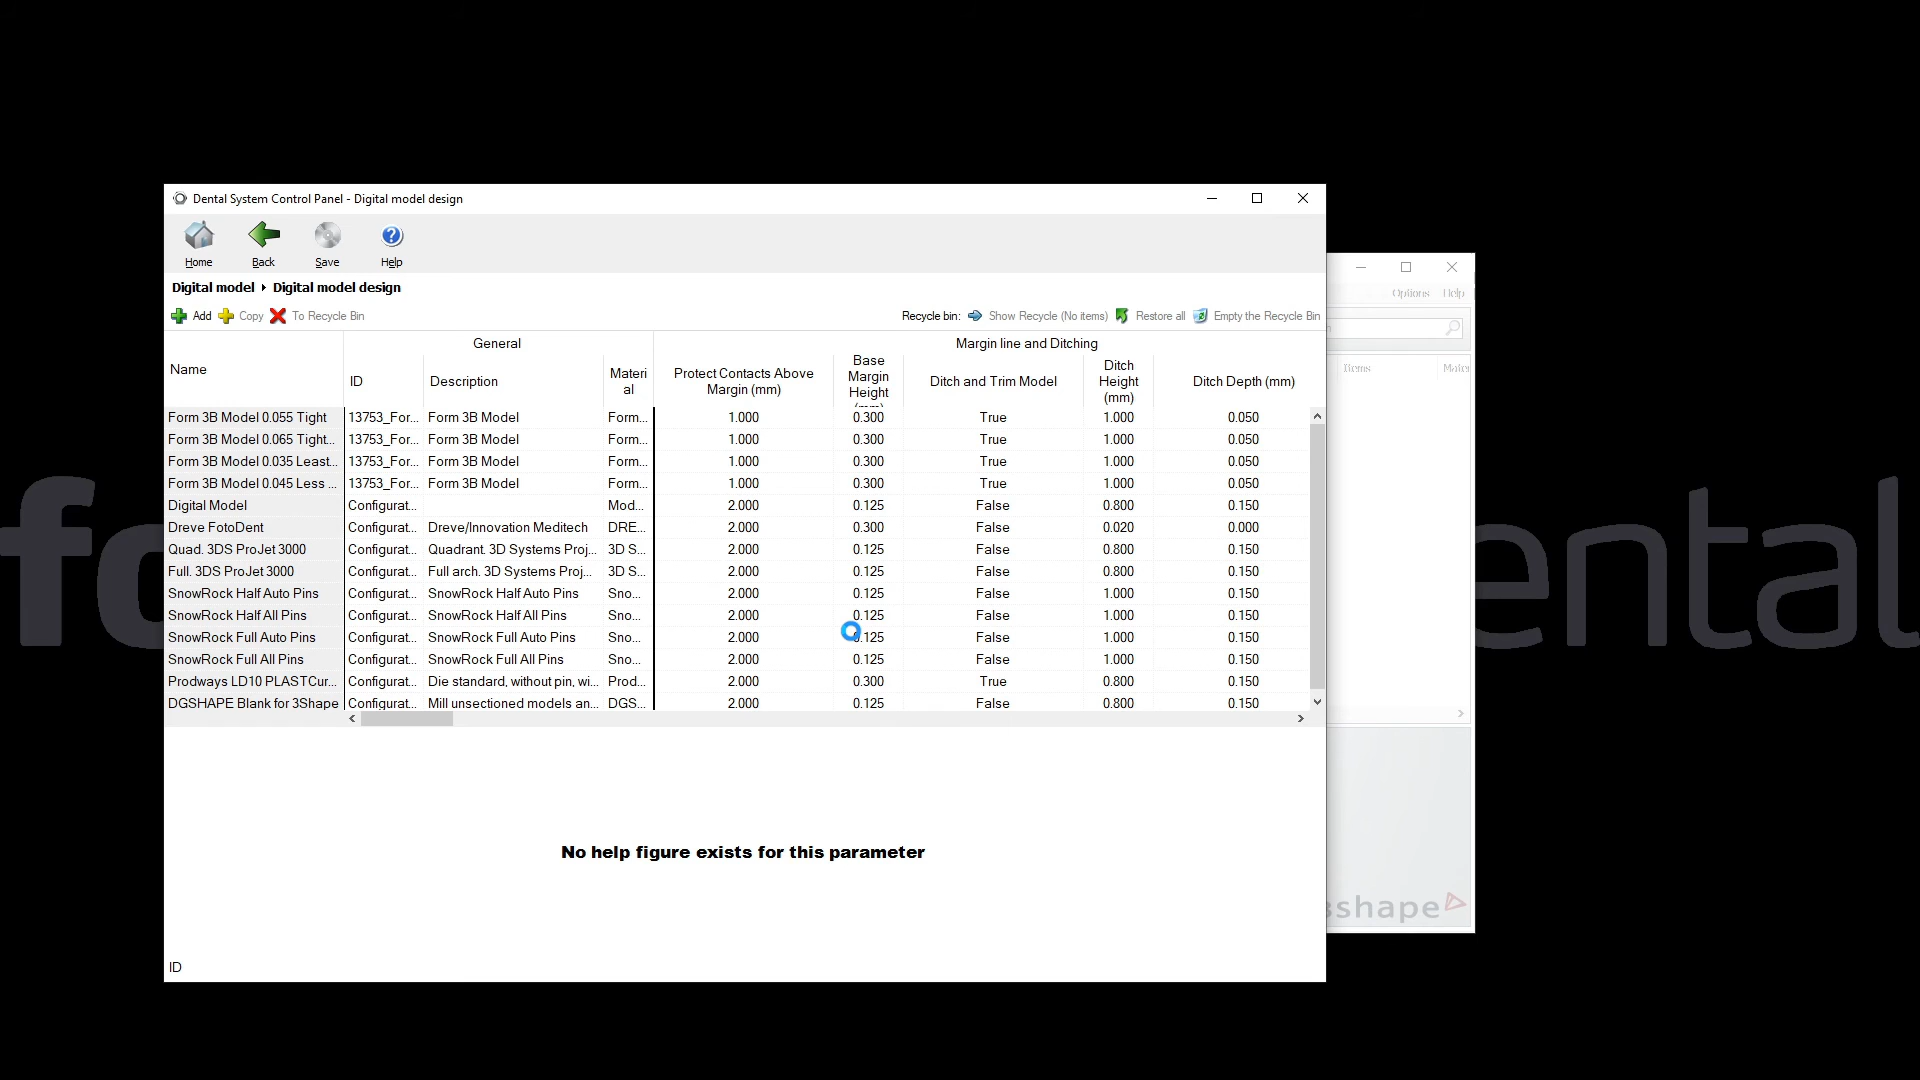 Dental System Control Panel - Digital model design
Home Back Save Help
Options Help
Digital model Digital model design
Add Copy To Recycle Bin Recycle bin: Show Recycle (No items) Restore all Empty the Recycle Bin
General Margin line and Ditching
Name ID Description Materi al Protect Contacts Above Margin (mm) Base Margin Height Ditch and Trim Model Ditch Height (mm) Ditch Depth (mm)
Items Mater
Form 3B Model 0.055 Tight 13753_For... Form 3B Model Form... 1.000 0.300 True 1.000 0.050
Form 3B Model 0.065 Tight... 13753_For... Form 3B Model Form... 1.000 0.300 True 1.000 0.050
Form 3B Model 0.035 Least... 13753_For... Form 3B Model Form... 1.000 0.300 True 1.000 0.050
Form 3B Model 0.045 Less ... 13753_For... Form 3B Model Form... 1.000 0.300 True 1.000 0.050
Digital Model Configurat... Mod... 2.000 0.125 False 0.800 0.150
Dreve FotoDent Configurat... Dreve/Innovation Meditech DRE... 2.000 0.300 False 0.020 0.000
Quad. 3DS ProJet 3000 Configurat... Quadrant. 3D Systems Proj... 3D S... 2.000 0.125 False 0.800 0.150
Full. 3DS ProJet 3000 Configurat... Full arch. 3D Systems Proj... 3D S... 2.000 0.125 False 0.800 0.150
SnowRock Half Auto Pins Configurat... SnowRock Half Auto Pins Sno... 2.000 0.125 False 1.000 0.150
SnowRock Half All Pins Configurat... SnowRock Half All Pins Sno... 2.000 0.125 False 1.000 0.150
SnowRock Full Auto Pins Configurat... SnowRock Full Auto Pins Sno... 2.000 0.125 False 1.000 0.150
SnowRock Full All Pins Configurat... SnowRock Full All Pins Sno... 2.000 0.125 False 1.000 0.150
Prodways LD10 PLASTCur... Configurat... Die standard, without pin, wi... Prod... 2.000 0.300 True 0.800 0.150
DGSHAPE Blank for 3Shape Configurat... Mill unsectioned models an... DGS... 2.000 0.125 False 0.800 0.150
fo ental
No help figure exists for this parameter
3shape
ID